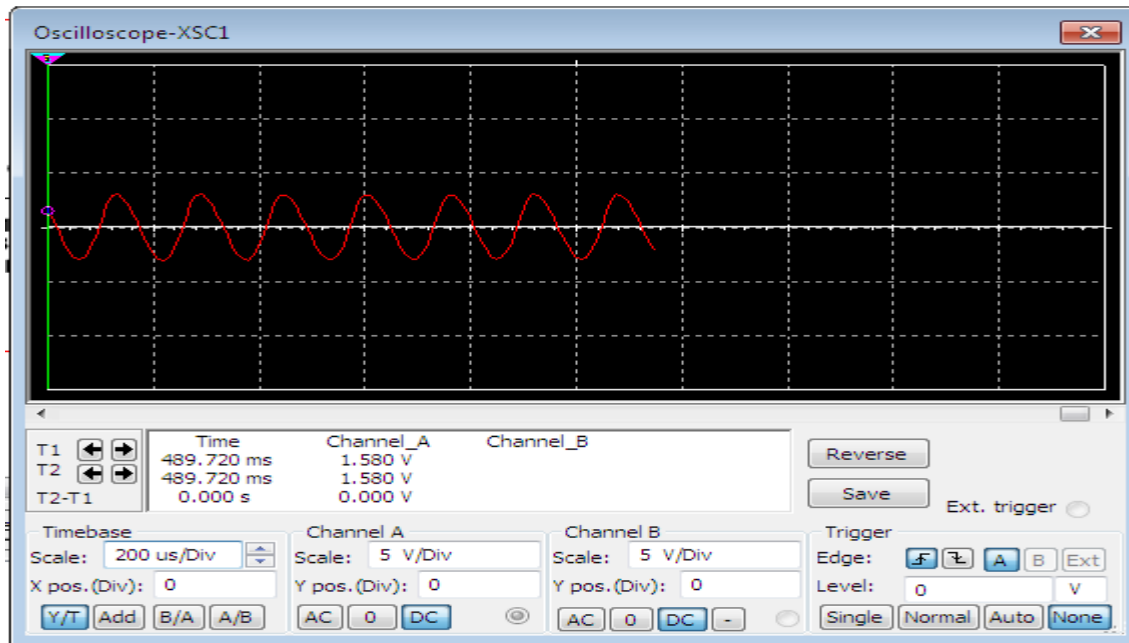 Oscilloscope-XSC1
T1
T2
T2-T1
Time Channel_A Channel_B
489.720 ms 1.580 V
489.720 ms 1.580 V
0.000 s 0.000 V
Reverse
Save
Ext. trigger
Timebase
Scale: 200 us/Div
X pos.(Div): 0
Y/T Add B/A A/B
Channel A
Scale: 5 V/Div
Y pos.(Div): 0
AC 0 DC
Channel B
Scale: 5 V/Div
Y pos.(Div): 0
AC 0 DC -
Trigger
Edge: A B Ext
Level: 0 V
Single Normal Auto None